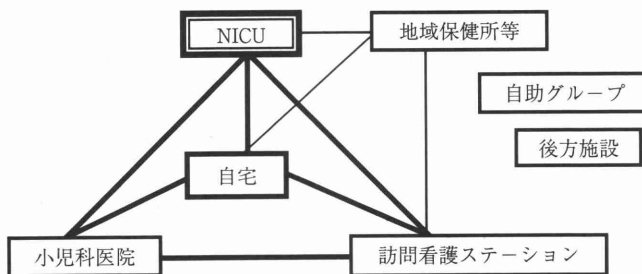 NICU
地域保健所等
自助グループ
後方施設
自宅
小児科医院
訪問看護ステーション